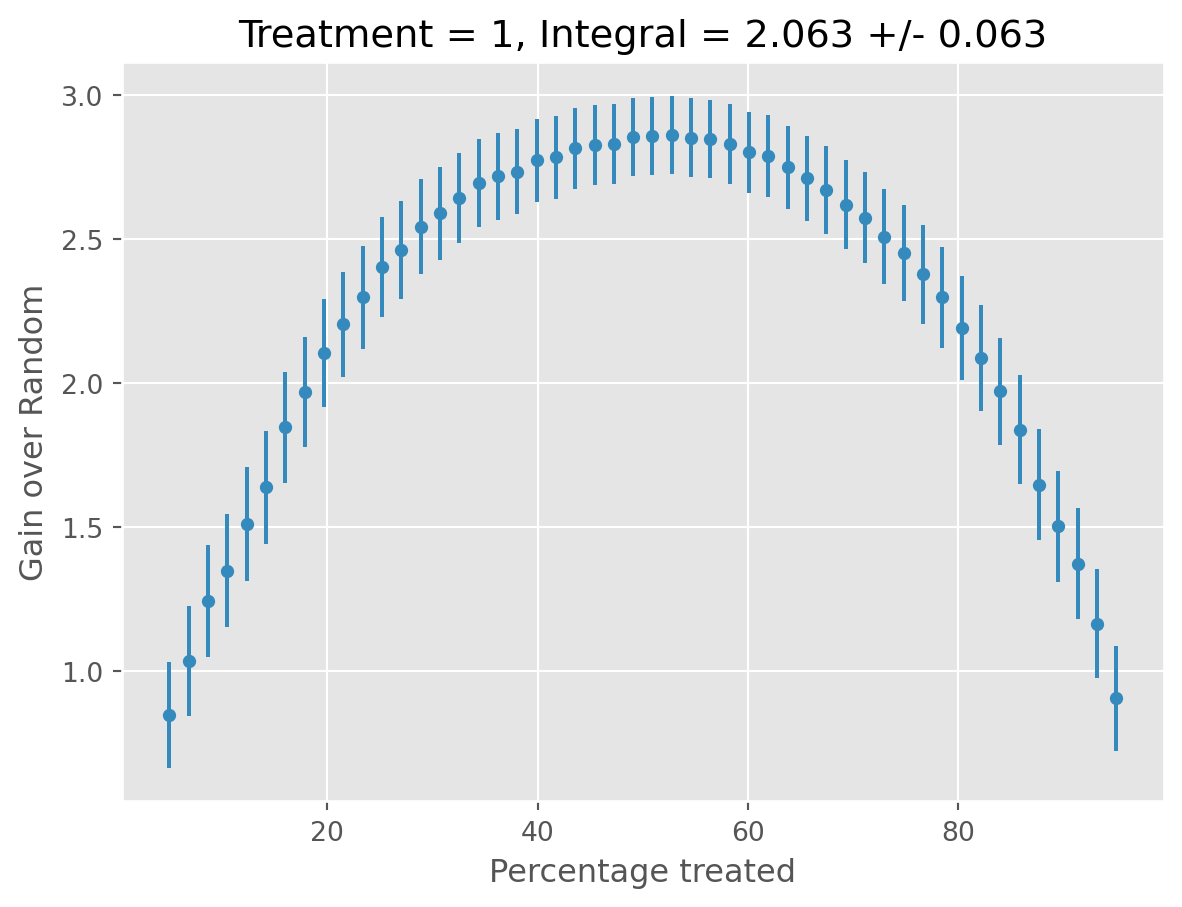 Treatment = 1, Integral = 2.063 +/- 0.063
3.0
2.5
2.0
1.5
1.0
Gain over Random
20 40 60 80
Percentage treated